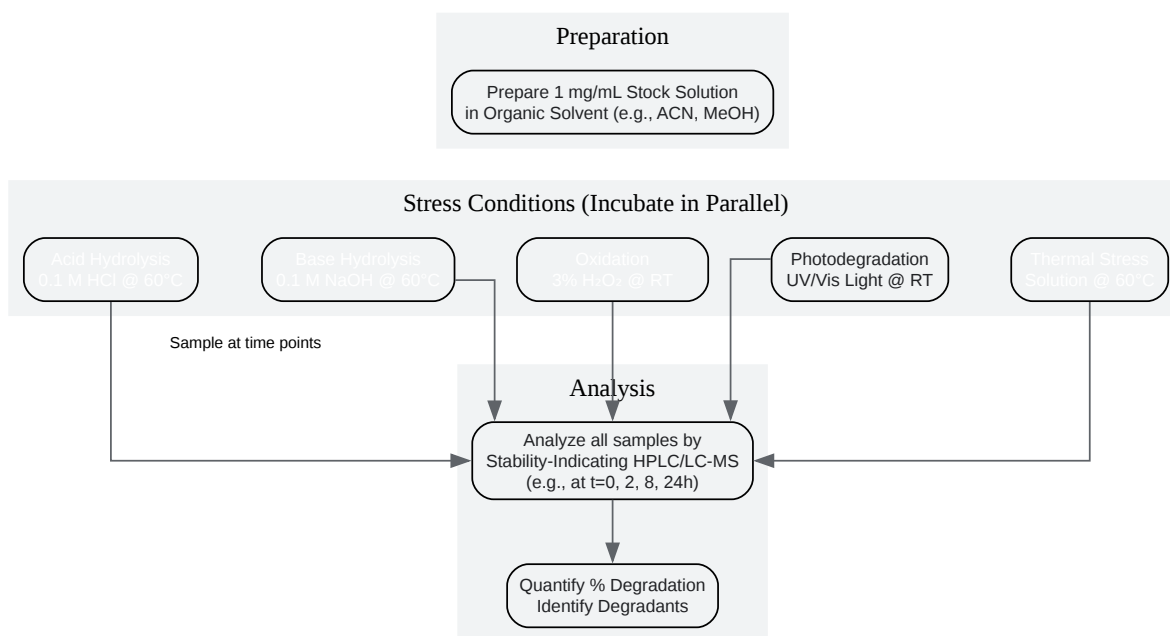 Preparation
Prepare 1 mg/mL Stock Solution
in Organic Solvent (e.g., ACN, MeOH)
Stress Conditions (Incubate in Parallel)
Acid Hydrolysis
0.1 M HCl @ 60°C
Base Hydrolysis
0.1 M NaOH @ 60°C
Oxidation
3% H₂O₂ @ RT
Photodegradation
UV/Vis Light @ RT
Thermal Stress
Solution @ 60°C
Sample at time points
Analysis
Analyze all samples by
Stability-Indicating HPLC/LC-MS
(e.g., at t=0, 2, 8, 24h)
Quantify % Degradation
Identify Degradants